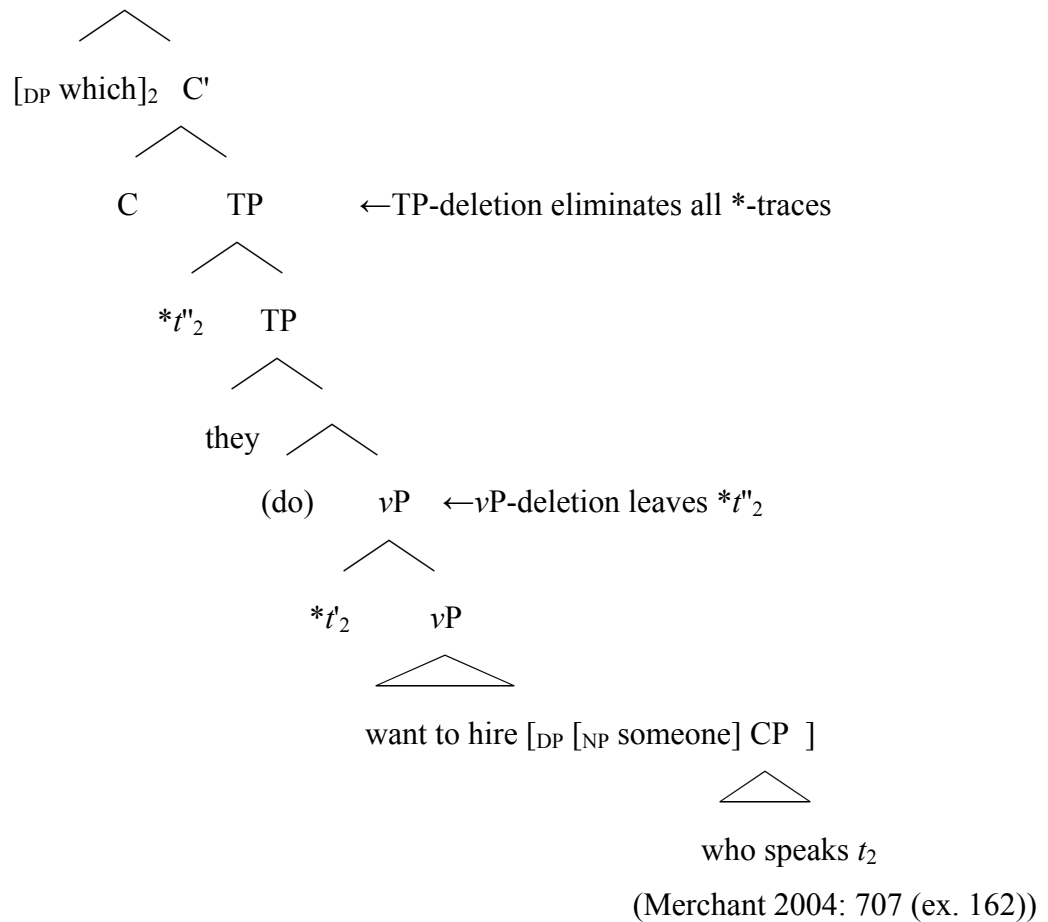 [DP which]2 C'
C TP ←TP-deletion eliminates all *-traces
*t''2 TP
they
(do) vP ←vP-deletion leaves *t''2
*t'2 vP
want to hire [DP [NP someone] CP ]
who speaks t2
(Merchant 2004: 707 (ex. 162))